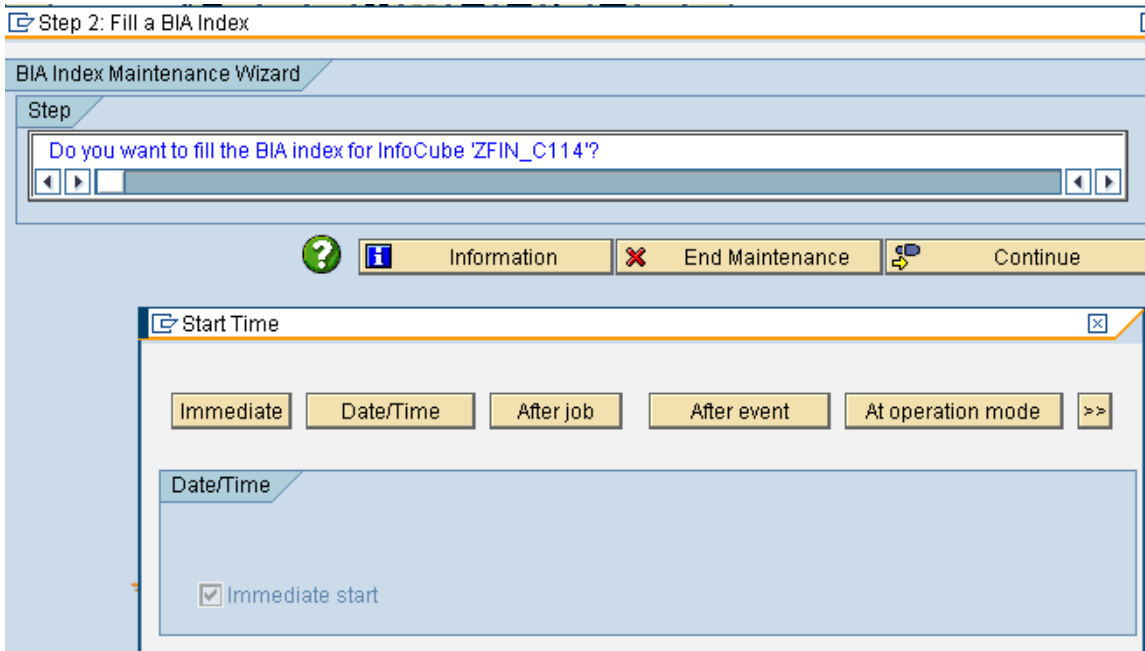 Step 2: Fill a BIA Index
BIA Index Maintenance Wizard
Step
Do you want to fill the BIA index for InfoCube 'ZFIN_C114'?
Information End Maintenance Continue
Start Time
Immediate Date/Time After job After event At operation mode >>
Date/Time
Immediate start